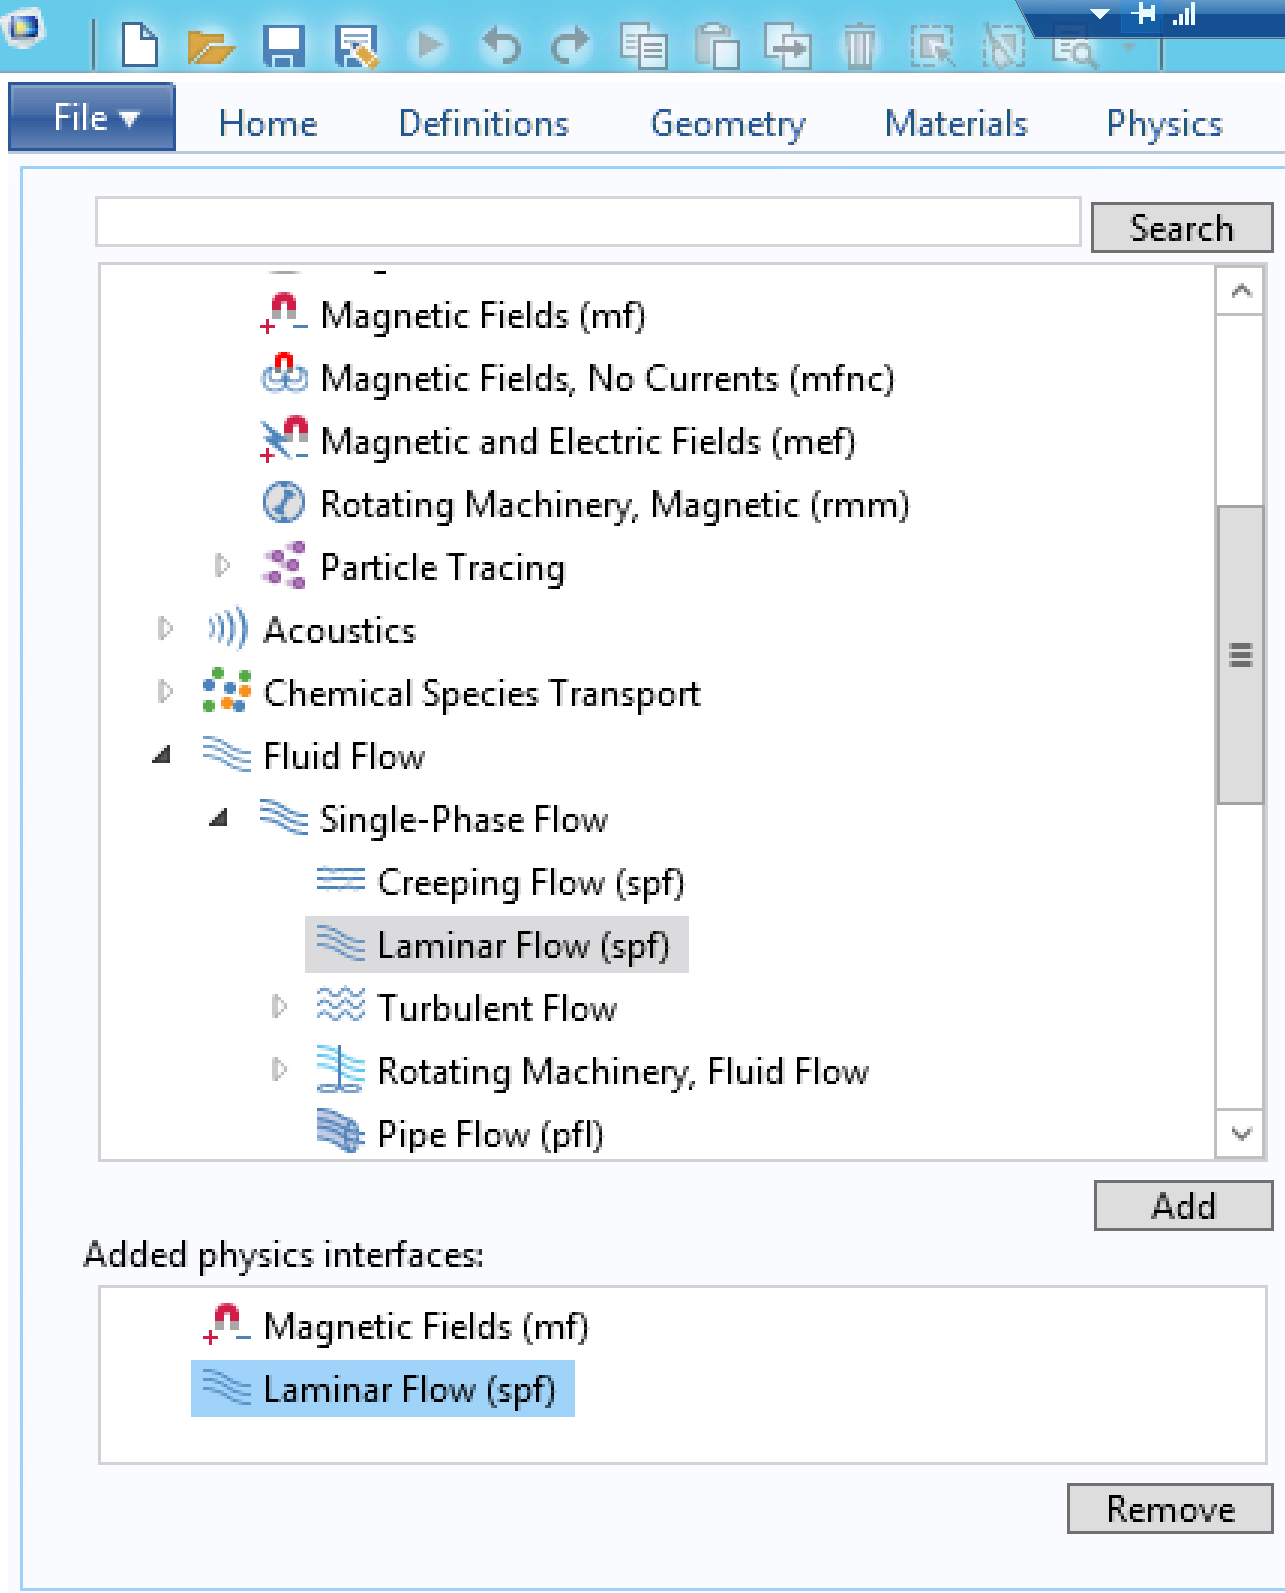 File Home Definitions Geometry Materials Physics
Search
Magnetic Fields (mf)
Magnetic Fields, No Currents (mfnc)
Magnetic and Electric Fields (mef)
Rotating Machinery, Magnetic (rmm)
Particle Tracing
Acoustics
Chemical Species Transport
Fluid Flow
Single-Phase Flow
Creeping Flow (spf)
Laminar Flow (spf)
Turbulent Flow
Rotating Machinery, Fluid Flow
Pipe Flow (pfl)
Add
Added physics interfaces:
Magnetic Fields (mf)
Laminar Flow (spf)
Remove